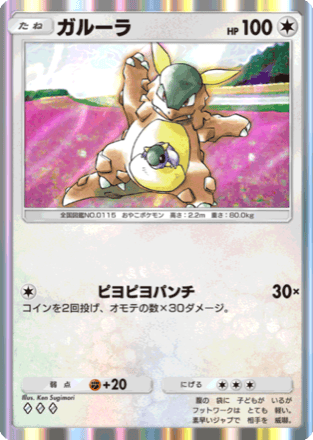 たね ガルーラ HP 100
全国図鑑NO.0115 おやこポケモン 高さ：2.2m 重さ：80.0kg
ピヨピヨパンチ 30×
コインを2回投げ、オモテの数×30ダメージ。
弱点 +20 にげる
Illus. Ken Sugimori
腹の 袋に 子どもが いるが
フットワークは とても 軽い。
素早いジャブで 相手を 威嚇。